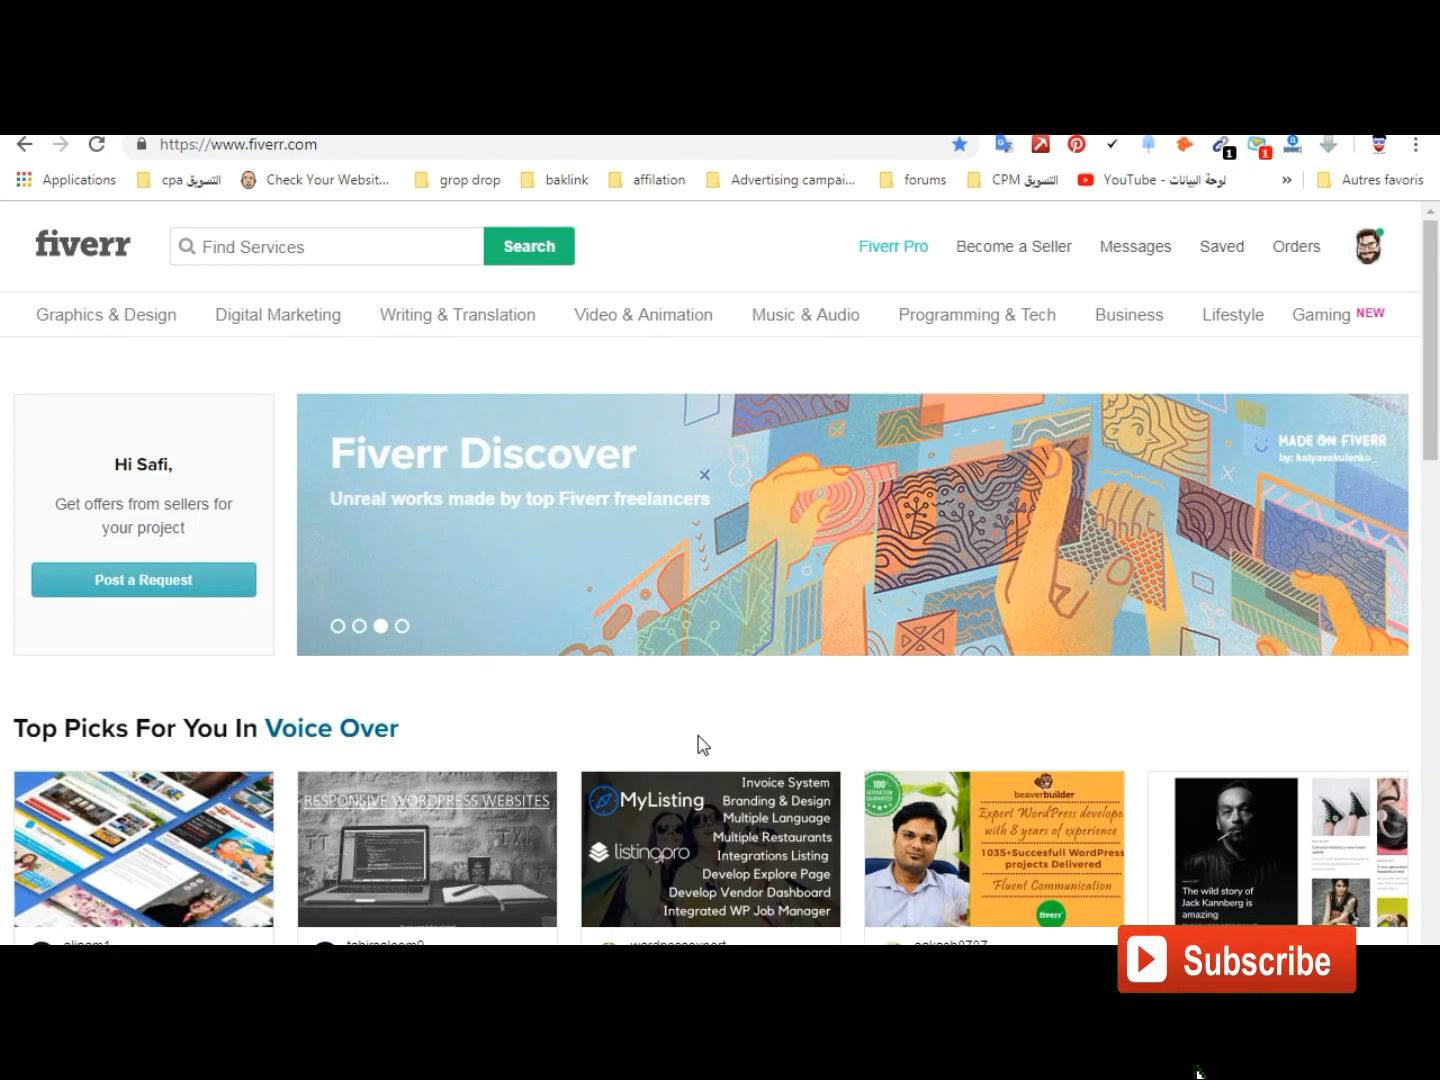 https://www.fiverr.com
1
1
Applications
cpa التسويق
Check Your Websit...
grop drop
baklink
affilation
Advertising campai...
forums
CPM التسويق
YouTube - لوحة البيانات
»
Autres favoris
fiverr
Find Services
Search
Fiverr Pro
Become a Seller
Messages
Saved
Orders
Graphics & Design
Digital Marketing
Writing & Translation
Video & Animation
Music & Audio
Programming & Tech
Business
Lifestyle
Gaming NEW
Hi Safi,
Get offers from sellers for
your project
Post a Request
Fiverr Discover
Unreal works made by top Fiverr freelancers
MADE ON FIVERR
by: katyavakulenko_
Top Picks For You In Voice Over
RESPONSIVE WORDPRESS WEBSITES
MyListing
listingpro
Invoice System
Branding & Design
Multiple Language
Multiple Restaurants
Integrations Listing
Develop Explore Page
Develop Vendor Dashboard
Integrated WP Job Manager
100%
beaverbuilder
Expert WordPress develope
with 8 years of experience
1035+Succesfull WordPress
projects Delivered
Fluent Communication
fiverr
The wild story of
Jack Kannberg is
amazing
Subscribe